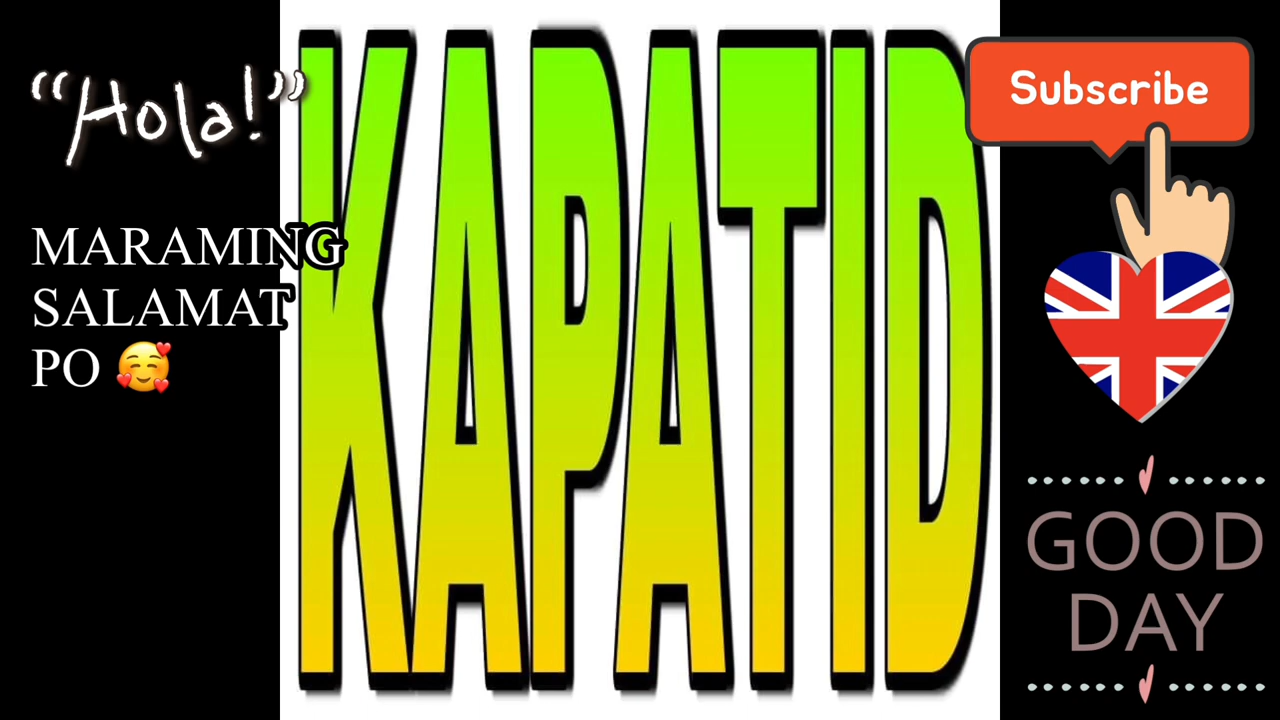 “Hola!”
MARAMING
SALAMAT
PO 🥰
KAPATID
Subscribe
GOOD
DAY